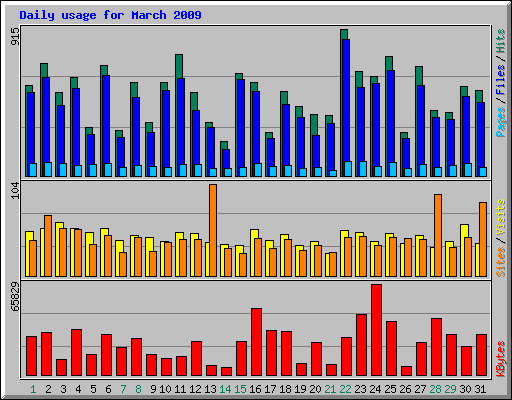 Daily usage for March 2009
915
Pages / Files / Hits
104
Sites / Visits
65829
KBytes
1 2 3 4 5 6 7 8 9 10 11 12 13 14 15 16 17 18 19 20 21 22 23 24 25 26 27 28 29 30 31